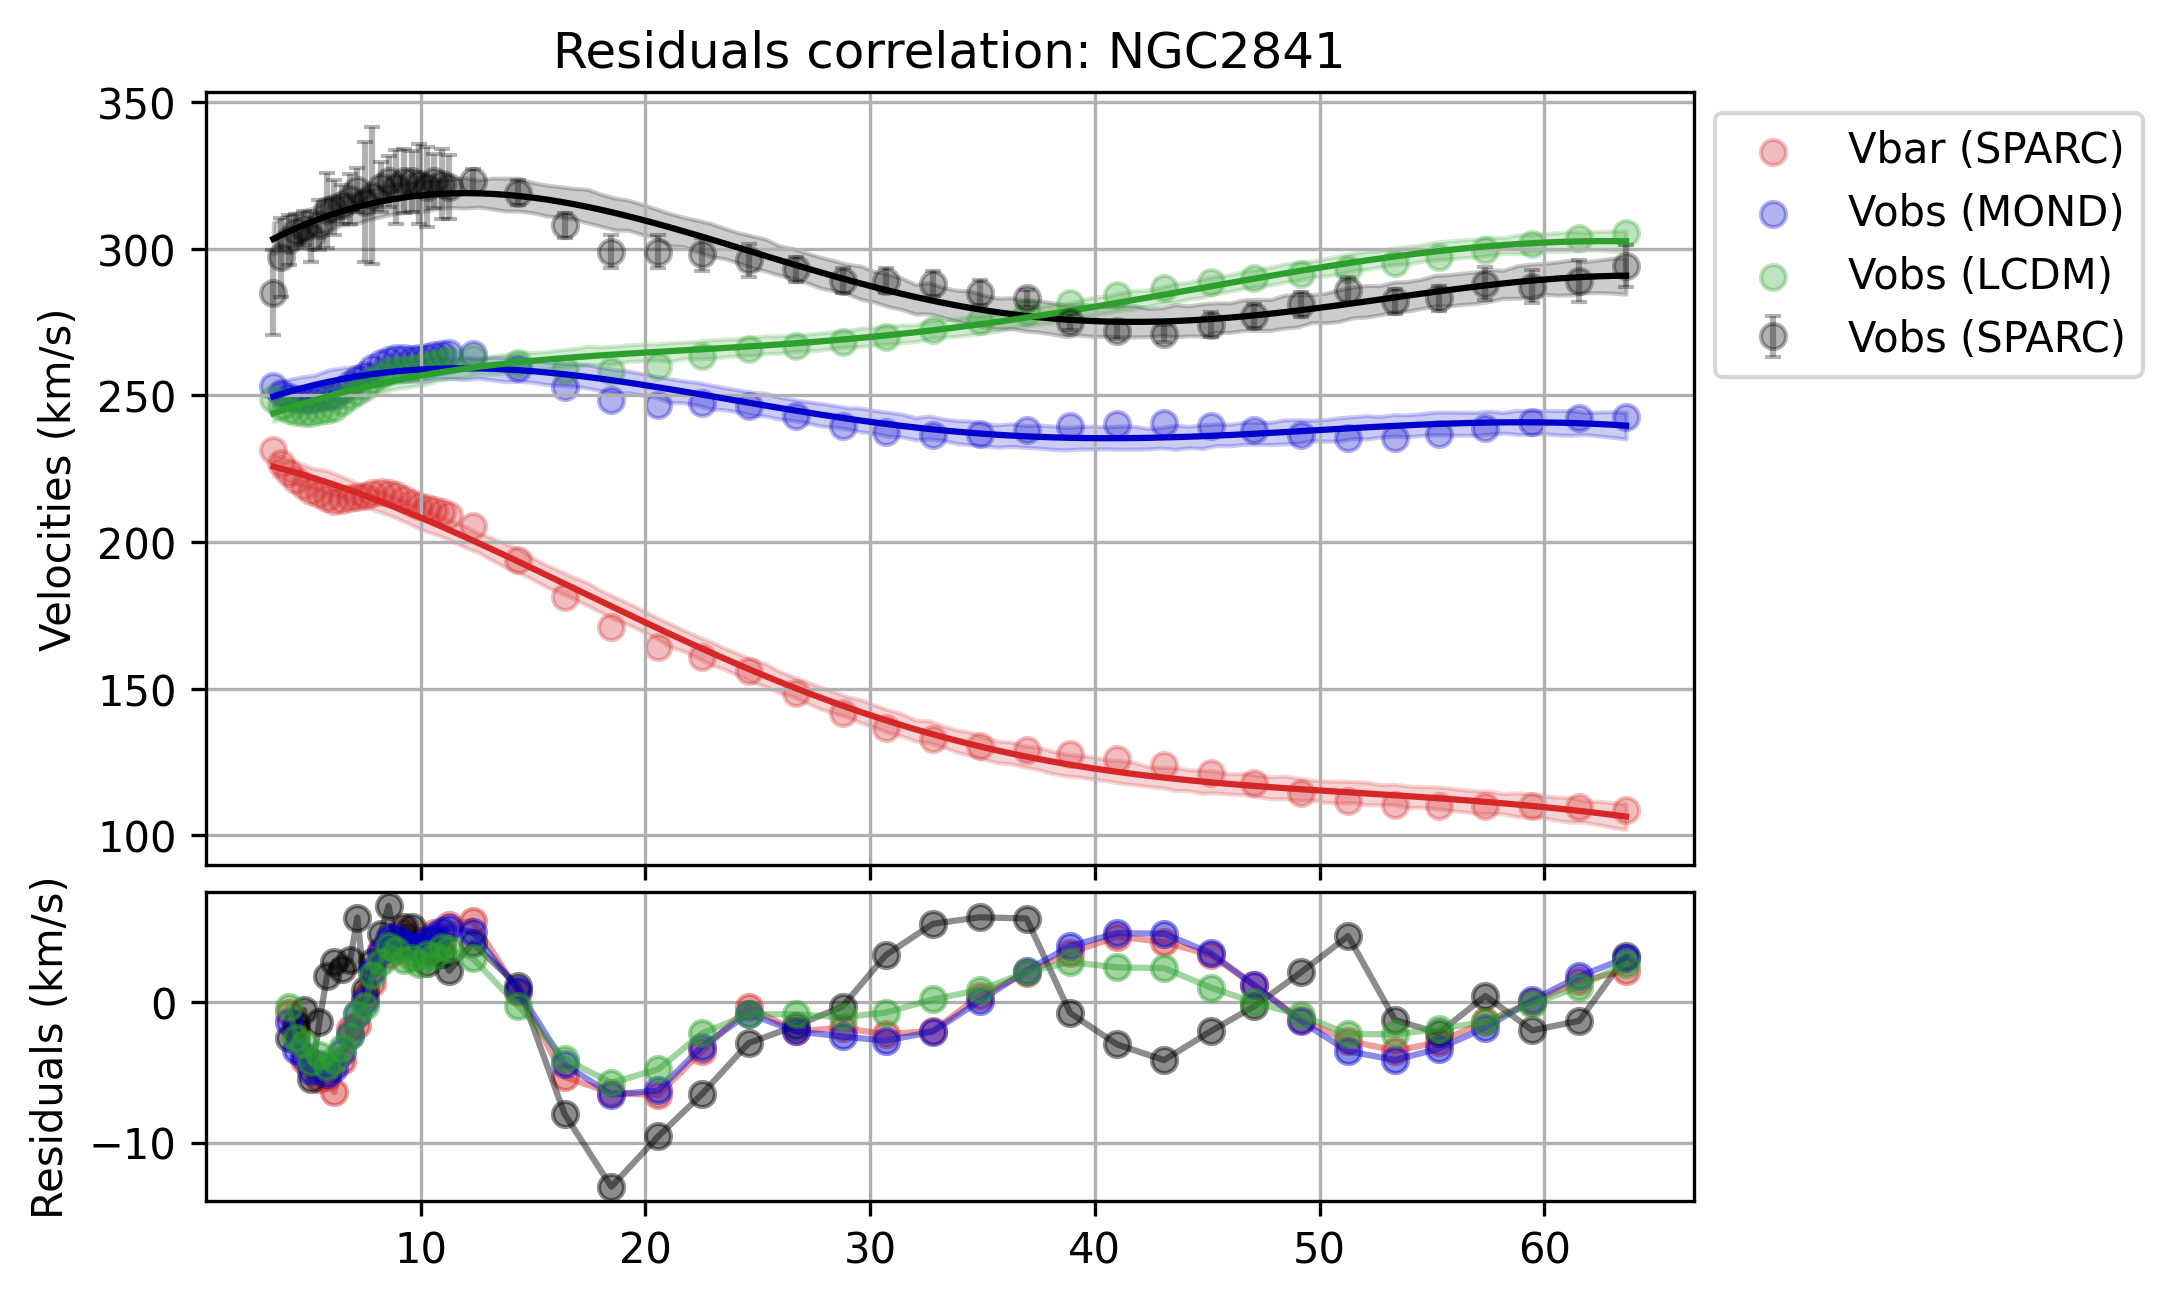 Residuals correlation: NGC2841
350
300
250
200
150
100
Velocities (km/s)
Vbar (SPARC)
Vobs (MOND)
Vobs (LCDM)
Vobs (SPARC)
0
−10
Residuals (km/s)
10 20 30 40 50 60